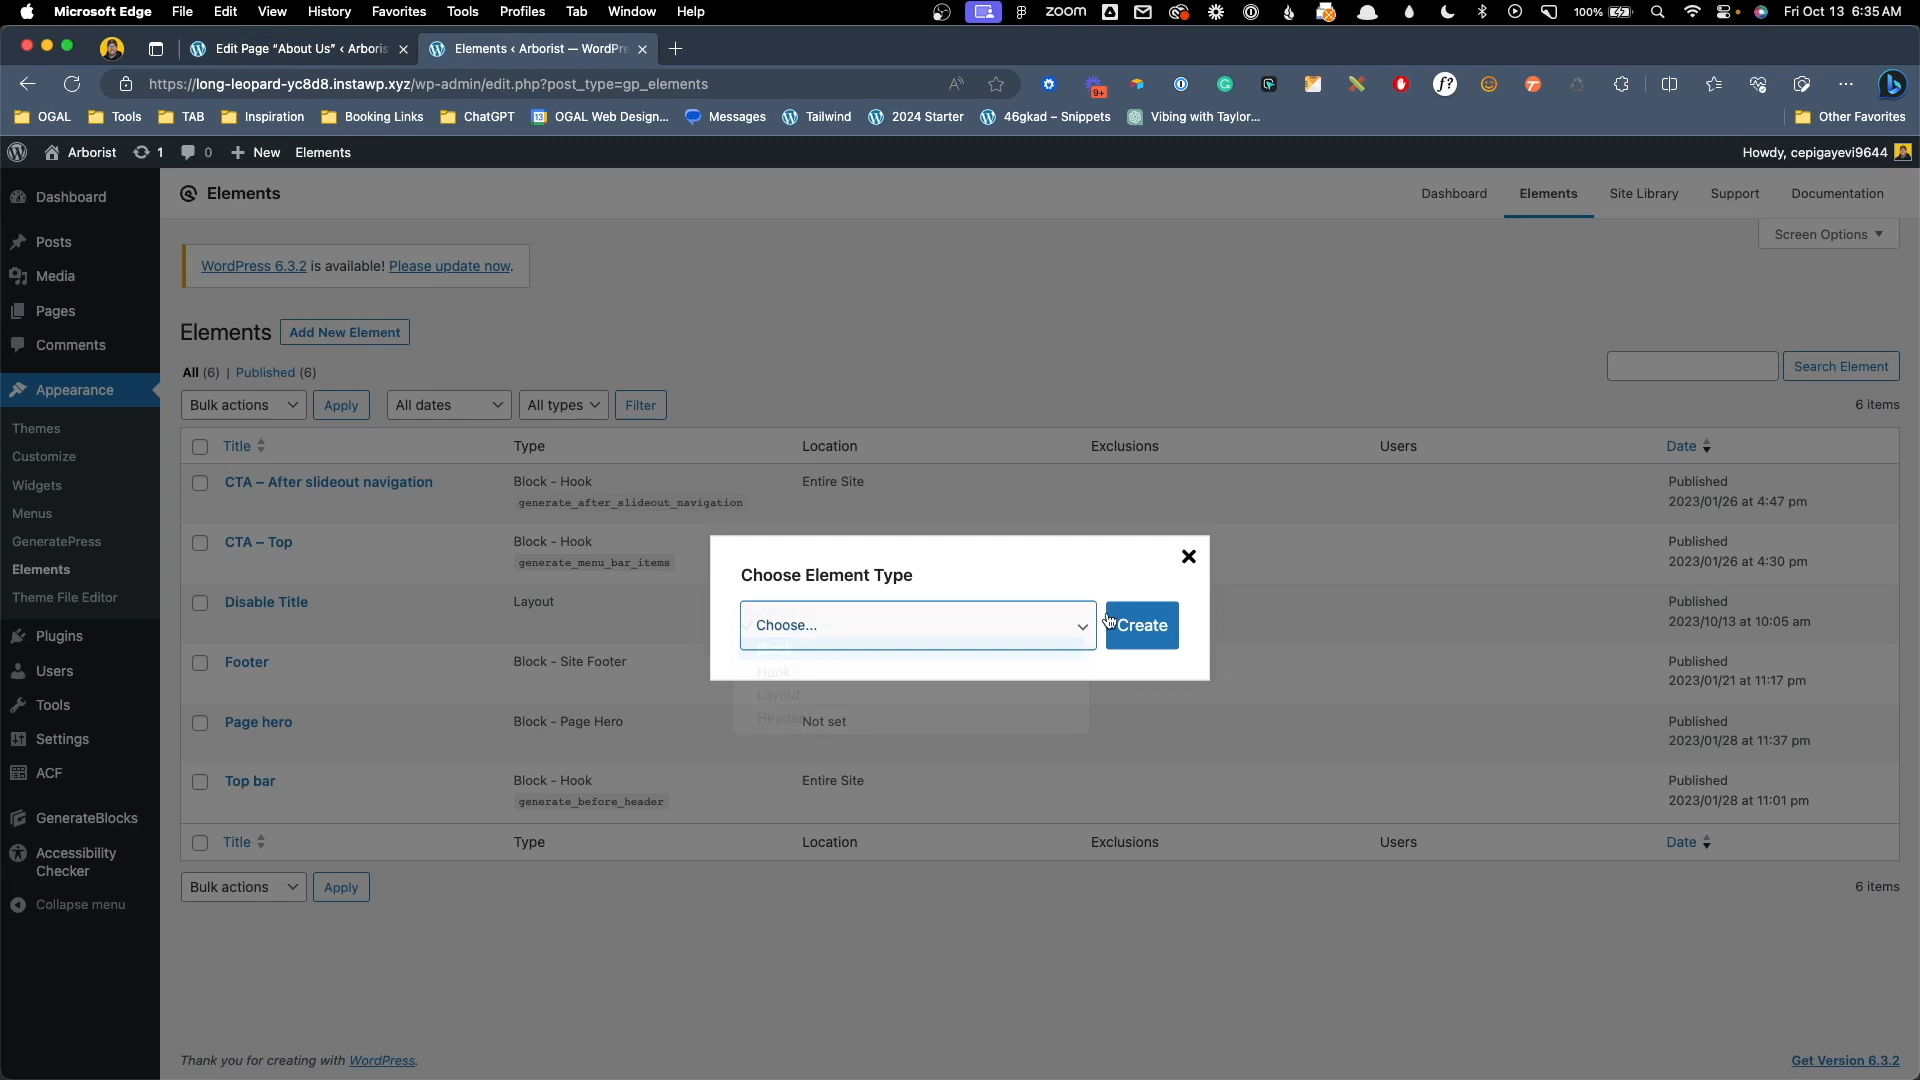 Microsoft Edge File Edit View History Favorites Tools Profiles Tab Window Help zoom 100% Fri Oct 13 6:35 AM
Edit Page “About Us” ‹ Arboris
Elements ‹ Arborist — WordPre
https://long-leopard-yc8d8.instawp.xyz/wp-admin/edit.php?post_type=gp_elements
9+
f?
OGAL Tools TAB Inspiration Booking Links ChatGPT OGAL Web Design... Messages Tailwind 2024 Starter 46gkad – Snippets Vibing with Taylor... Other Favorites
Arborist 1 0 New Elements Howdy, cepigayevi9644
Dashboard
Posts
Media
Pages
Comments
Appearance
Themes
Customize
Widgets
Menus
GeneratePress
Elements
Theme File Editor
Plugins
Users
Tools
Settings
ACF
GenerateBlocks
Accessibility
Checker
Collapse menu
Elements
Dashboard Elements Site Library Support Documentation
Screen Options
WordPress 6.3.2 is available! Please update now.
Elements Add New Element
All (6) | Published (6)
Search Element
Bulk actions Apply All dates All types Filter 6 items
Title Type Location Exclusions Users Date
CTA – After slideout navigation Block - Hook Entire Site Published
generate_after_slideout_navigation 2023/01/26 at 4:47 pm
CTA – Top Block - Hook Published
generate_menu_bar_items 2023/01/26 at 4:30 pm
Disable Title Layout Published
2023/10/13 at 10:05 am
Footer Block - Site Footer Published
2023/01/21 at 11:17 pm
Page hero Block - Page Hero Not set Published
2023/01/28 at 11:37 pm
Top bar Block - Hook Entire Site Published
generate_before_header 2023/01/28 at 11:01 pm
Title Type Location Exclusions Users Date
Bulk actions Apply 6 items
Choose Element Type
Choose... Create
Hook
Layout
Header
Thank you for creating with WordPress.
Get Version 6.3.2